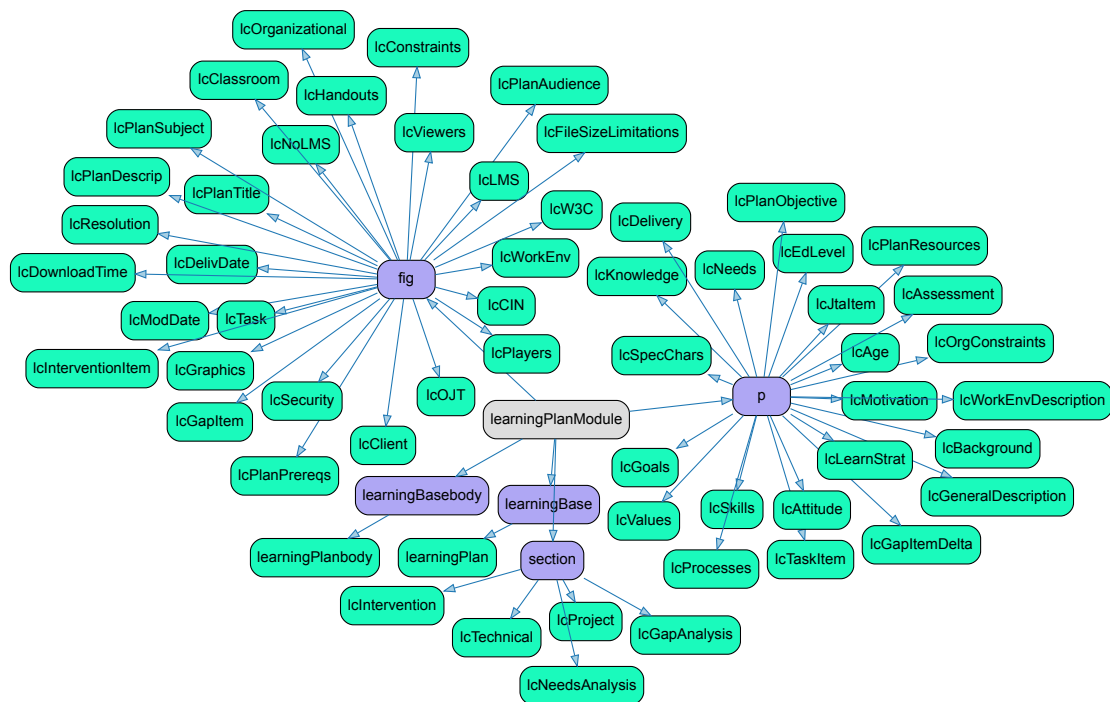 lcOrganizational
lcConstraints
lcClassroom
lcHandouts
lcPlanAudience
lcPlanSubject
lcNoLMS
lcViewers
lcFileSizeLimitations
lcPlanDescrip
lcPlanTitle
lcLMS
lcPlanObjective
lcResolution
lcW3C
lcDelivery
lcPlanResources
lcDownloadTime
lcDelivDate
fig
lcWorkEnv
lcKnowledge
lcNeeds
lcEdLevel
lcModDate
lcTask
lcCIN
lcJtaItem
lcAssessment
lcInterventionItem
lcGraphics
lcPlayers
lcSpecChars
lcAge
lcOrgConstraints
lcGapItem
lcSecurity
lcOJT
learningPlanModule
p
lcMotivation
lcWorkEnvDescription
lcPlanPrereqs
lcClient
lcGoals
lcLearnStrat
lcBackground
learningBasebody
learningBase
lcValues
lcSkills
lcAttitude
lcGeneralDescription
learningPlanbody
learningPlan
section
lcProcesses
lcTaskItem
lcGapItemDelta
lcIntervention
lcTechnical
lcProject
lcGapAnalysis
lcNeedsAnalysis